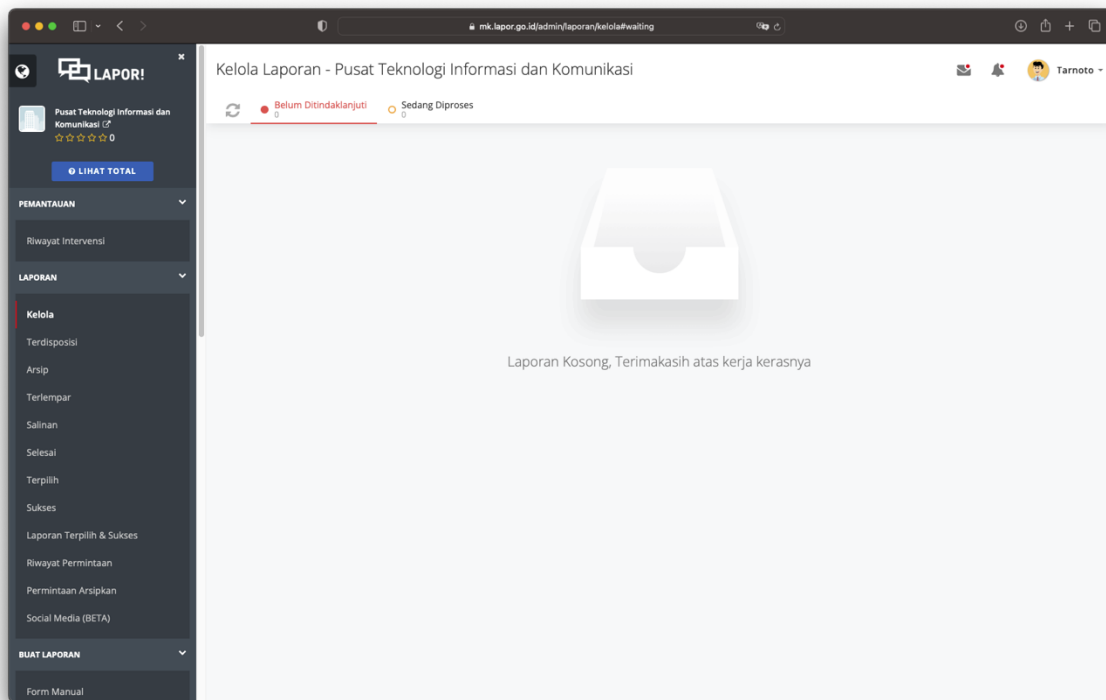 mk.lapor.go.id/admin/laporan/kelola#waiting
LAPOR!
Kelola Laporan - Pusat Teknologi Informasi dan Komunikasi
Tarnoto
Pusat Teknologi Informasi dan
Komunikasi
0
LIHAT TOTAL
Belum Ditindaklanjuti
0
Sedang Diproses
0
PEMANTAUAN
Riwayat Intervensi
LAPORAN
Kelola
Terdisposisi
Arsip
Terlempar
Salinan
Selesai
Terpilih
Sukses
Laporan Terpilih & Sukses
Riwayat Permintaan
Permintaan Arsipkan
Social Media (BETA)
BUAT LAPORAN
Form Manual
Laporan Kosong, Terimakasih atas kerja kerasnya